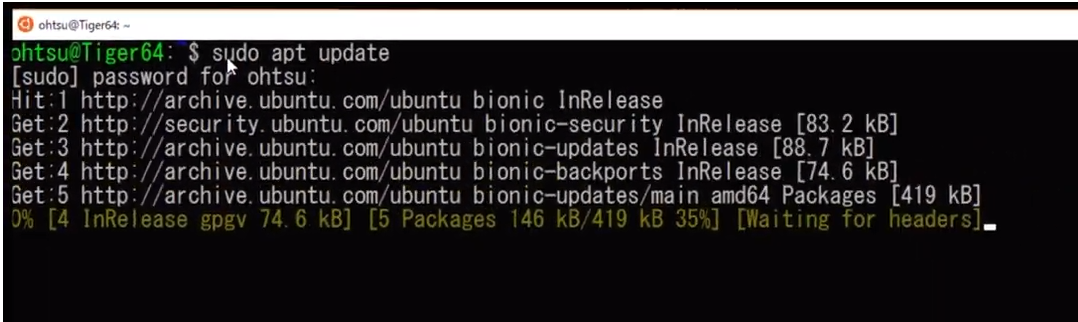 ohtsu@Tiger64: ~
ohtsu@Tiger64:~$ sudo apt update
[sudo] password for ohtsu:
Hit:1 http://archive.ubuntu.com/ubuntu bionic InRelease
Get:2 http://security.ubuntu.com/ubuntu bionic-security InRelease [83.2 kB]
Get:3 http://archive.ubuntu.com/ubuntu bionic-updates InRelease [88.7 kB]
Get:4 http://archive.ubuntu.com/ubuntu bionic-backports InRelease [74.6 kB]
Get:5 http://archive.ubuntu.com/ubuntu bionic-updates/main amd64 Packages [419 kB]
0% [4 InRelease gpgv 74.6 kB] [5 Packages 146 kB/419 kB 35%] [Waiting for headers]